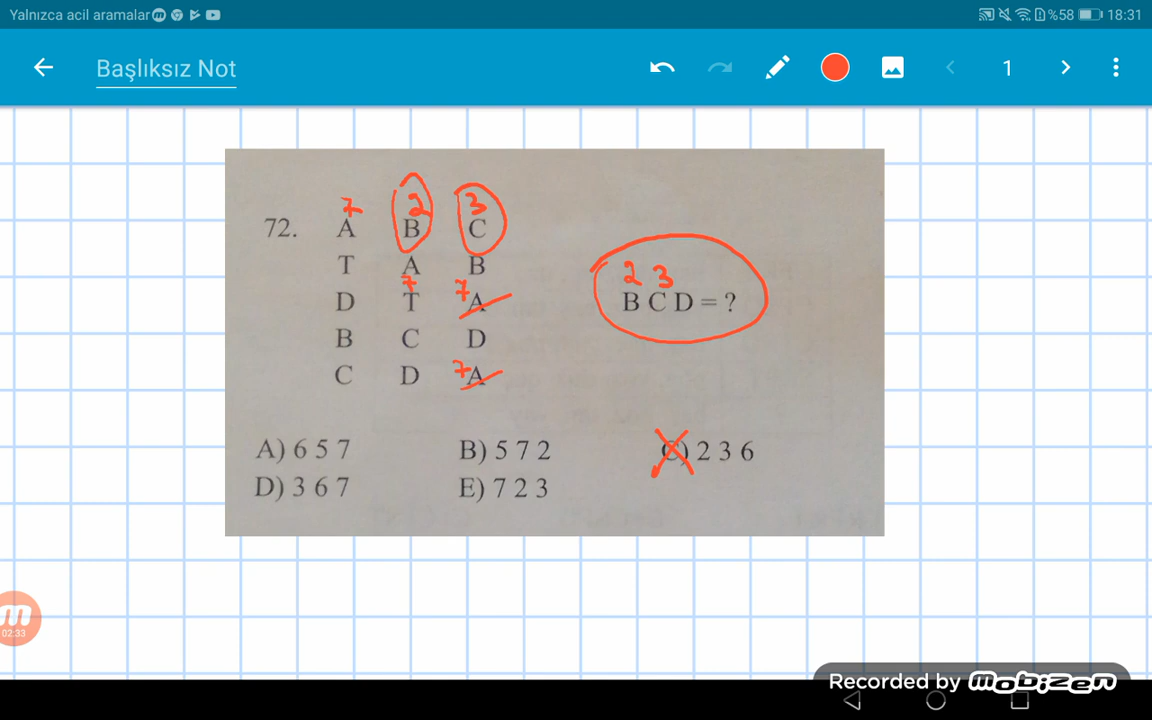 Yalnızca acil aramalar %58 18:31
Başlıksız Not 1
7 2 3
72. A B C
T A B
2 3
7 7
D T A B C D = ?
B C D
7
C D A
A) 6 5 7 B) 5 7 2 C) 2 3 6
D) 3 6 7 E) 7 2 3
02:33
Recorded by mobizen